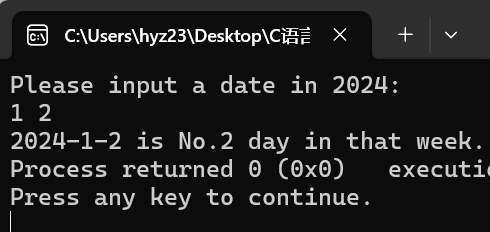 C:\Users\hyz23\Desktop\C语言
Please input a date in 2024:
1 2
2024-1-2 is No.2 day in that week.
Process returned 0 (0x0)   executi
Press any key to continue.